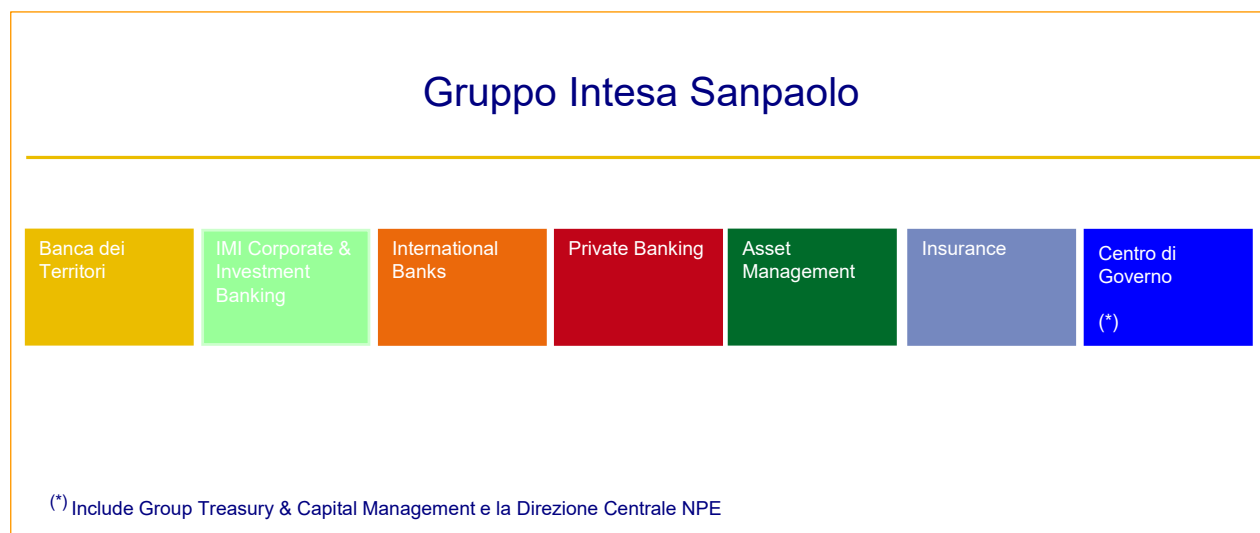 Gruppo Intesa Sanpaolo
Banca dei
Territori
IMI Corporate &
Investment
Banking
International
Banks
Private Banking
Asset
Management
Insurance
Centro di
Governo
(*)
(*) Include Group Treasury & Capital Management e la Direzione Centrale NPE